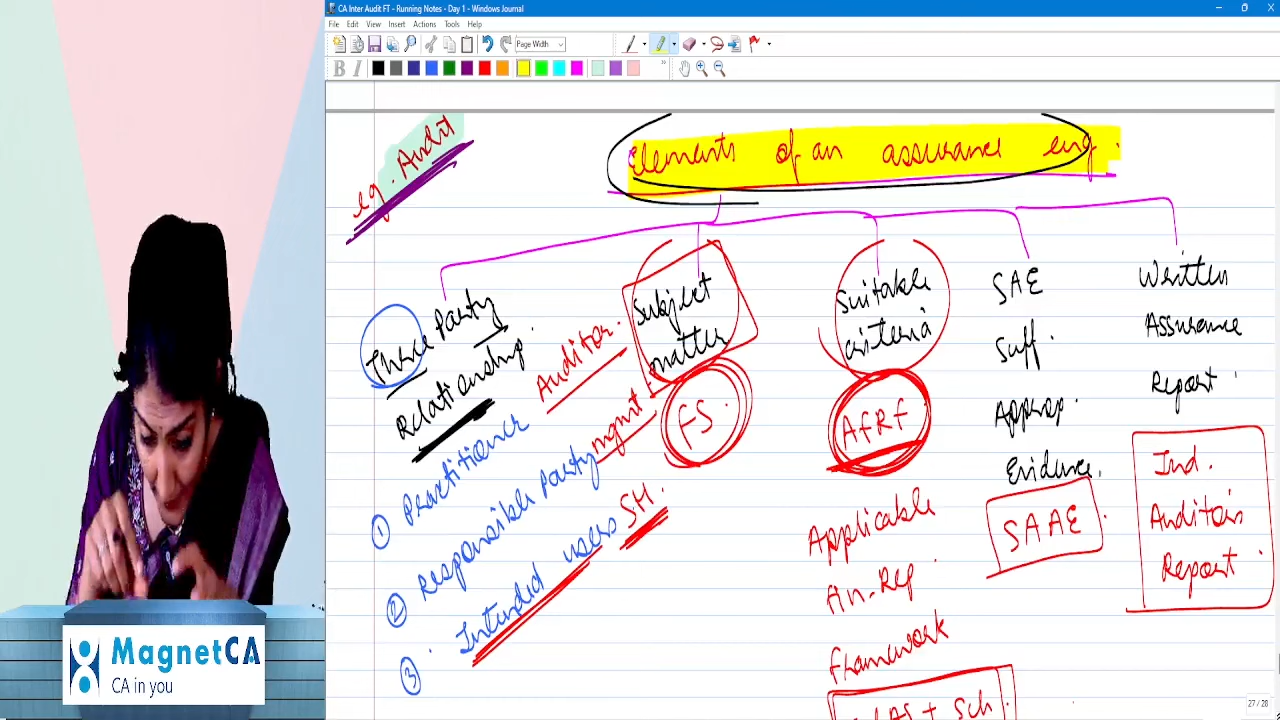 CA Inter Audit FT - Running Notes - Day 1 - Windows Journal
File Edit View Insert Actions Tools Help
Page Width
B I
eg. Audit
Elements of an assurance eng.
Three Party
Relationship.
① Practitioner Auditor.
② Responsible Party mgmt.
③ Intended users SH.
Subject
matter
FS.
Suitable
criteria
AFRF
Applicable
Fin. Rep.
Framework
+ Sch
SAE
Suff.
Approp.
Evidence.
SAAE
Written
Assurance
Report.
Ind.
Auditor's
Report
MagnetCA
CA in you
27 / 28